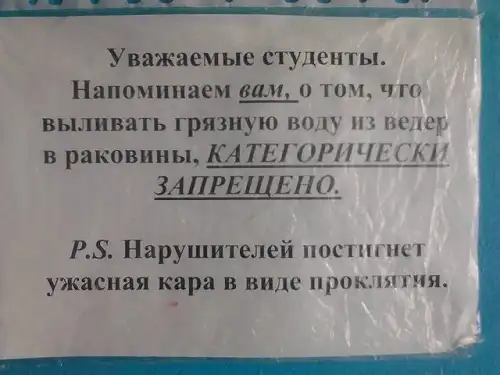 Уважаемые студенты.
Напоминаем вам, о том, что
выливать грязную воду из ведер
в раковины, КАТЕГОРИЧЕСКИ
ЗАПРЕЩЕНО.
P.S. Нарушителей постигнет
ужасная кара в виде проклятия.